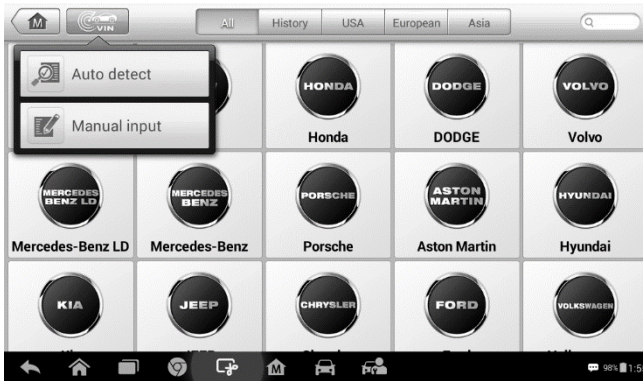 M
VIN
All
History
USA
European
Asia
Auto detect
Manual input
HONDA
DODGE
VOLVO
Honda
DODGE
Volvo
MERCEDES
BENZ LD
MERCEDES
BENZ
PORSCHE
ASTON
MARTIN
HYUNDAI
Mercedes-Benz LD
Mercedes-Benz
Porsche
Aston Martin
Hyundai
KIA
JEEP
CHRYSLER
FORD
VOLKSWAGEN
M
98%